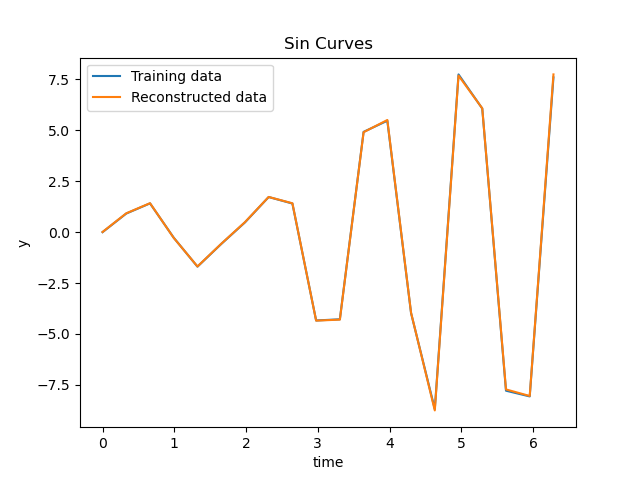 Sin Curves
Training data
Reconstructed data
7.5
5.0
2.5
0.0
−2.5
−5.0
−7.5
y
0 1 2 3 4 5 6
time